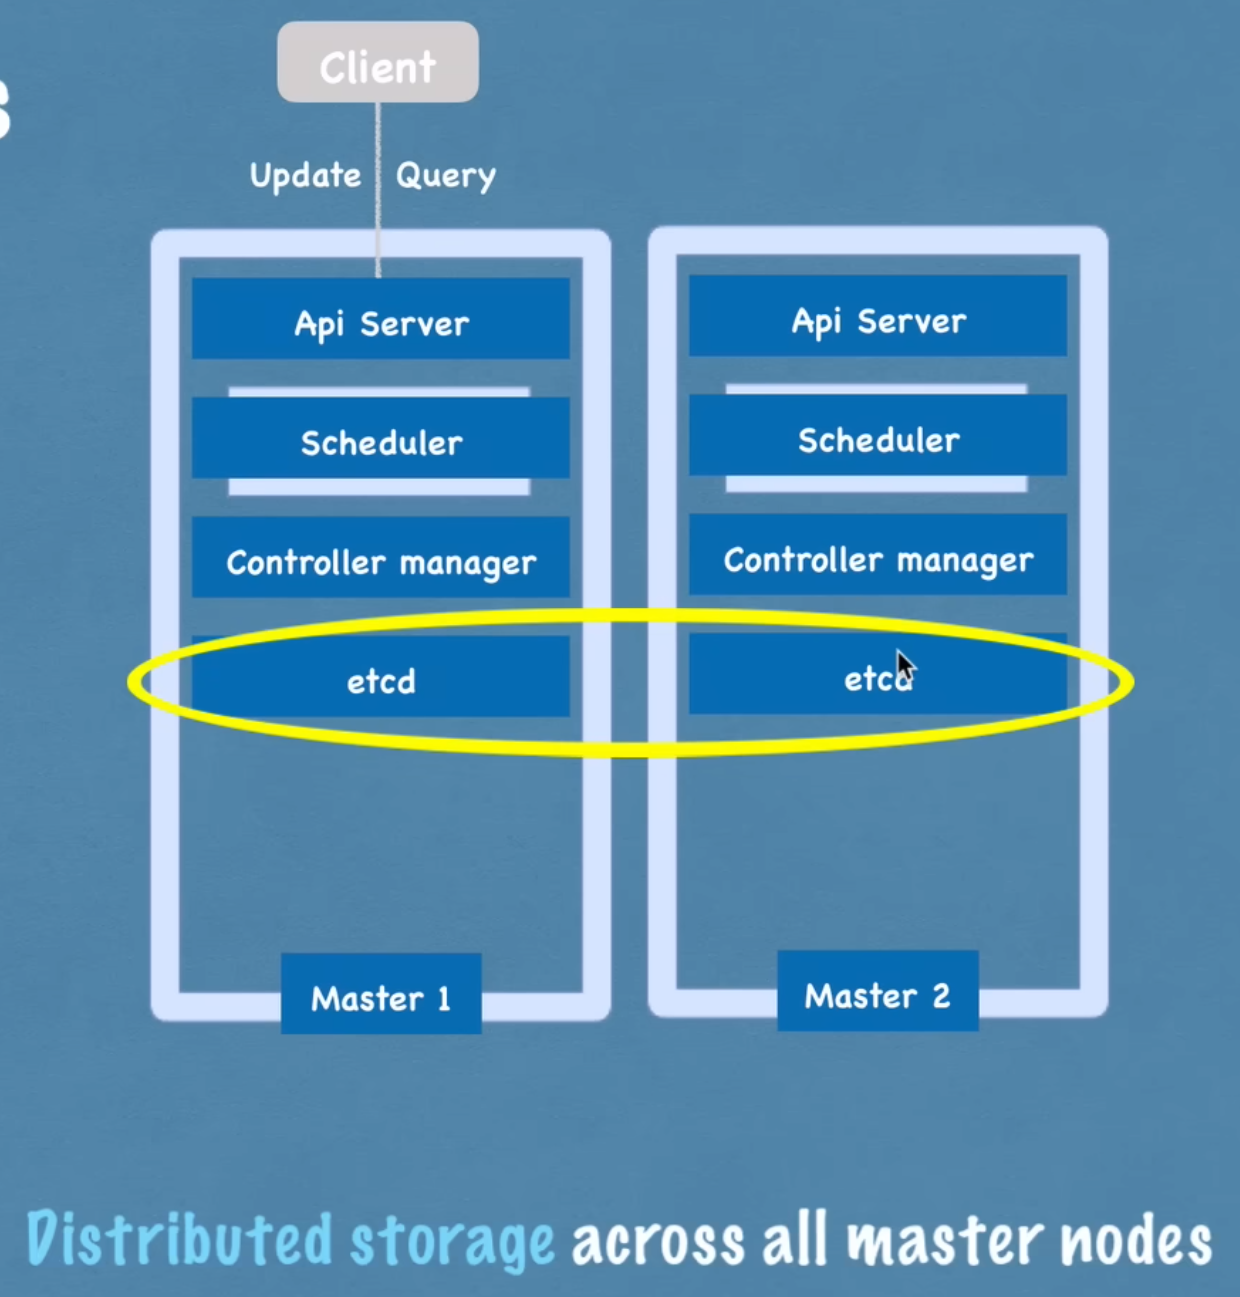 s
Client
Update Query
Api Server
Scheduler
Controller manager
etcd
Master 1
Api Server
Scheduler
Controller manager
etcd
Master 2
Distributed storage across all master nodes